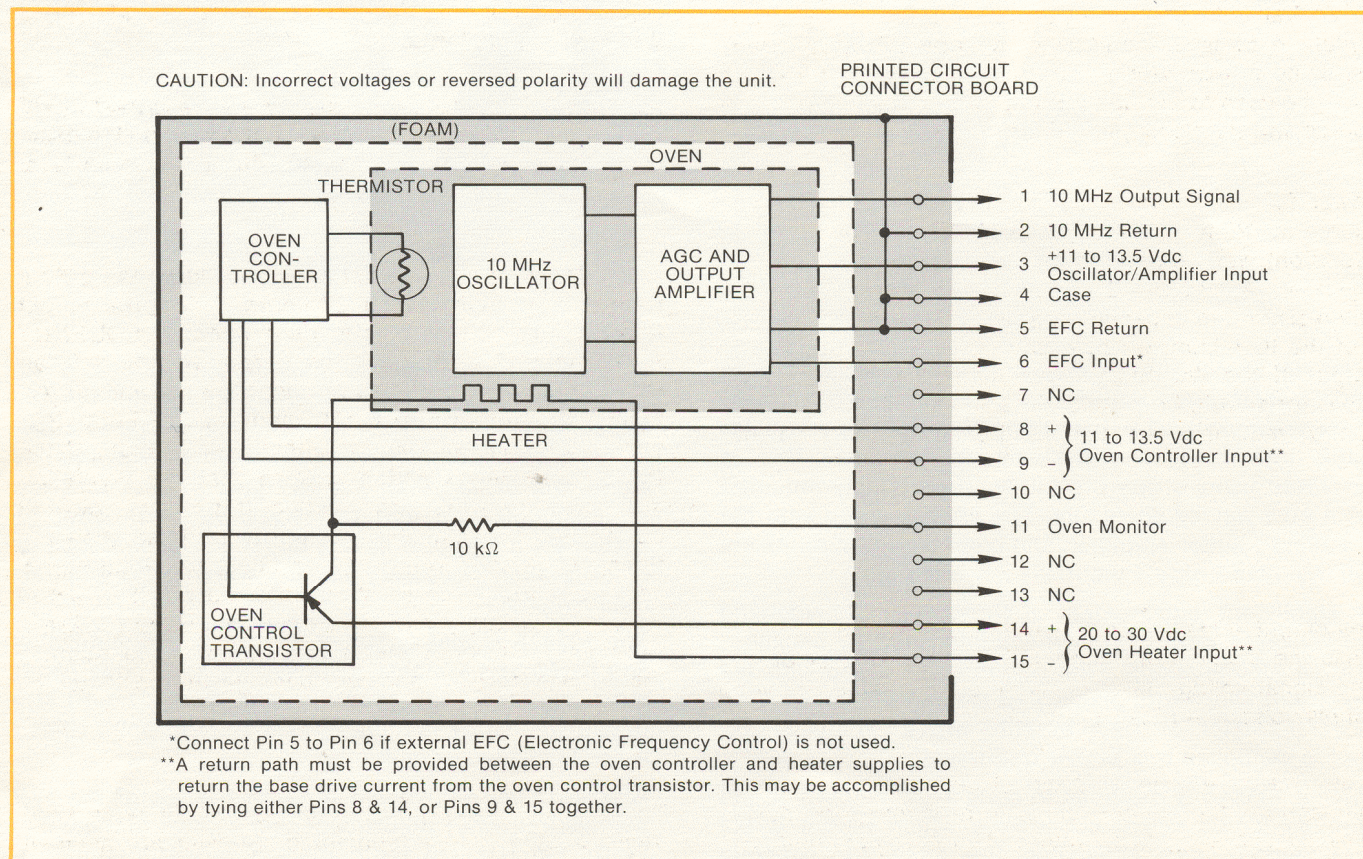 CAUTION: Incorrect voltages or reversed polarity will damage the unit.
PRINTED CIRCUIT
CONNECTOR BOARD
(FOAM)
OVEN
THERMISTOR
OVEN
CON-
TROLLER
10 MHz
OSCILLATOR
AGC AND
OUTPUT
AMPLIFIER
HEATER
10 kΩ
OVEN
CONTROL
TRANSISTOR
1 10 MHz Output Signal
2 10 MHz Return
3 +11 to 13.5 Vdc
Oscillator/Amplifier Input
4 Case
5 EFC Return
6 EFC Input*
7 NC
8 +
9 –
11 to 13.5 Vdc
Oven Controller Input**
10 NC
11 Oven Monitor
12 NC
13 NC
14 +
15 –
20 to 30 Vdc
Oven Heater Input**
*Connect Pin 5 to Pin 6 if external EFC (Electronic Frequency Control) is not used.
**A return path must be provided between the oven controller and heater supplies to
return the base drive current from the oven control transistor. This may be accomplished
by tying either Pins 8 & 14, or Pins 9 & 15 together.